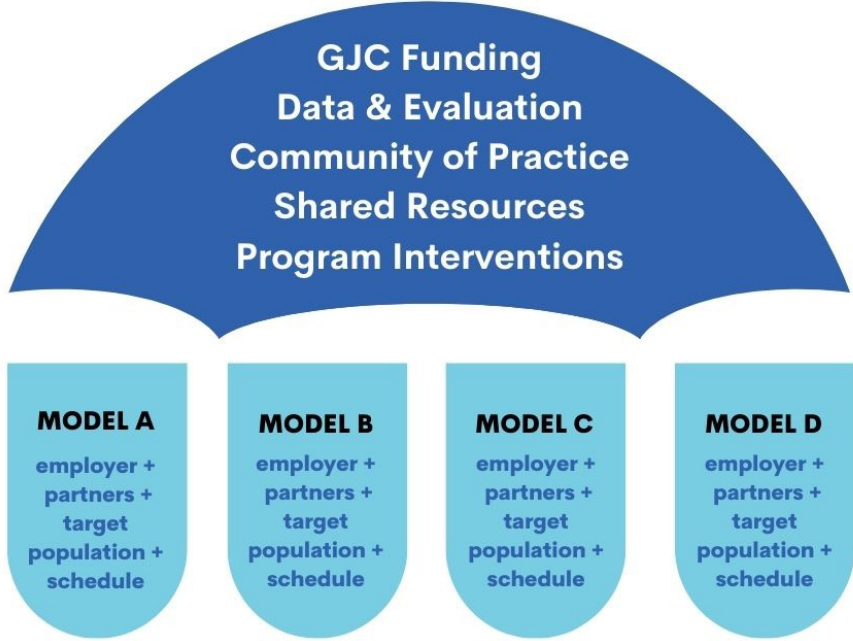 GJC Funding
Data & Evaluation
Community of Practice
Shared Resources
Program Interventions
MODEL A
employer +
partners +
target
population +
schedule
MODEL B
employer +
partners +
target
population +
schedule
MODEL C
employer +
partners +
target
population +
schedule
MODEL D
employer +
partners +
target
population +
schedule